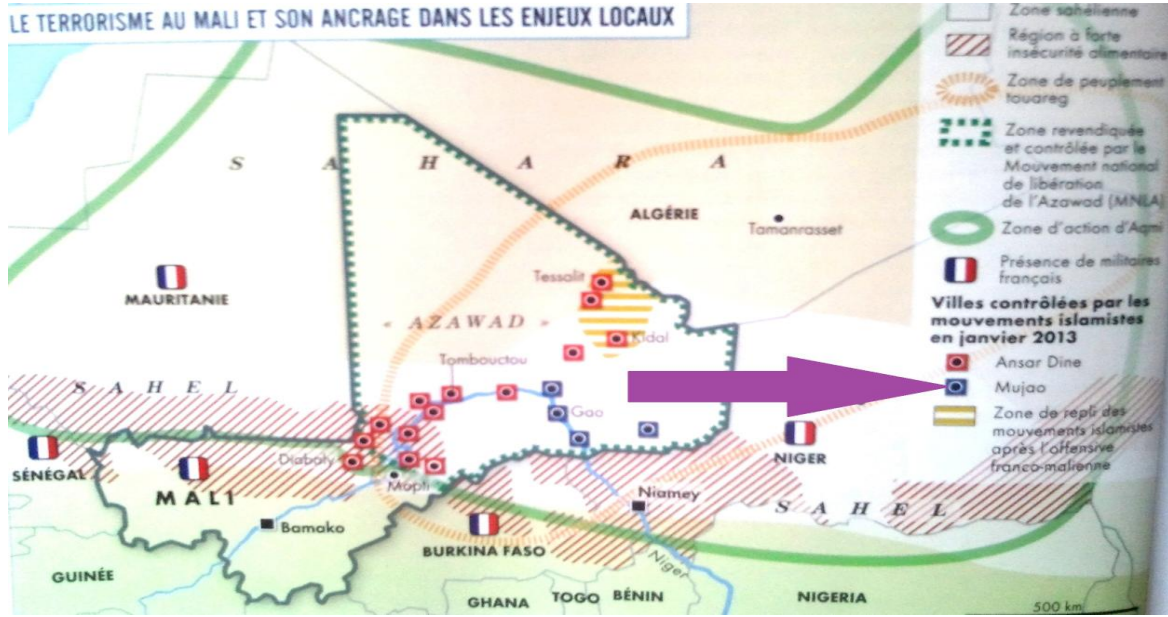 LE TERRORISME AU MALI ET SON ANCRAGE DANS LES ENJEUX LOCAUX
Zone sahélienne
Région à forte
insécurité alimentaire
Zone de peuplement
touareg
Zone revendiquée
et contrôlée par le
Mouvement national
de libération
de l'Azawad (MNLA)
Zone d'action d'Aqmi
Présence de militaires
français
Villes contrôlées par les
mouvements islamistes
en janvier 2013
Ansar Dine
Mujao
Zone de repli des
mouvements islamistes
après l'offensive
franco-malienne
SAHARA
ALGÉRIE
Tamanrasset
Tessalit
MAURITANIE
« AZAWAD »
Kidal
Tombouctou
SAHEL
Gao
Diabaly
SÉNÉGAL
MALI
Mopti
NIGER
Niamey
SAHEL
Bamako
BURKINA FASO
Niger
GUINÉE
GHANA
TOGO
BÉNIN
NIGERIA
500 km